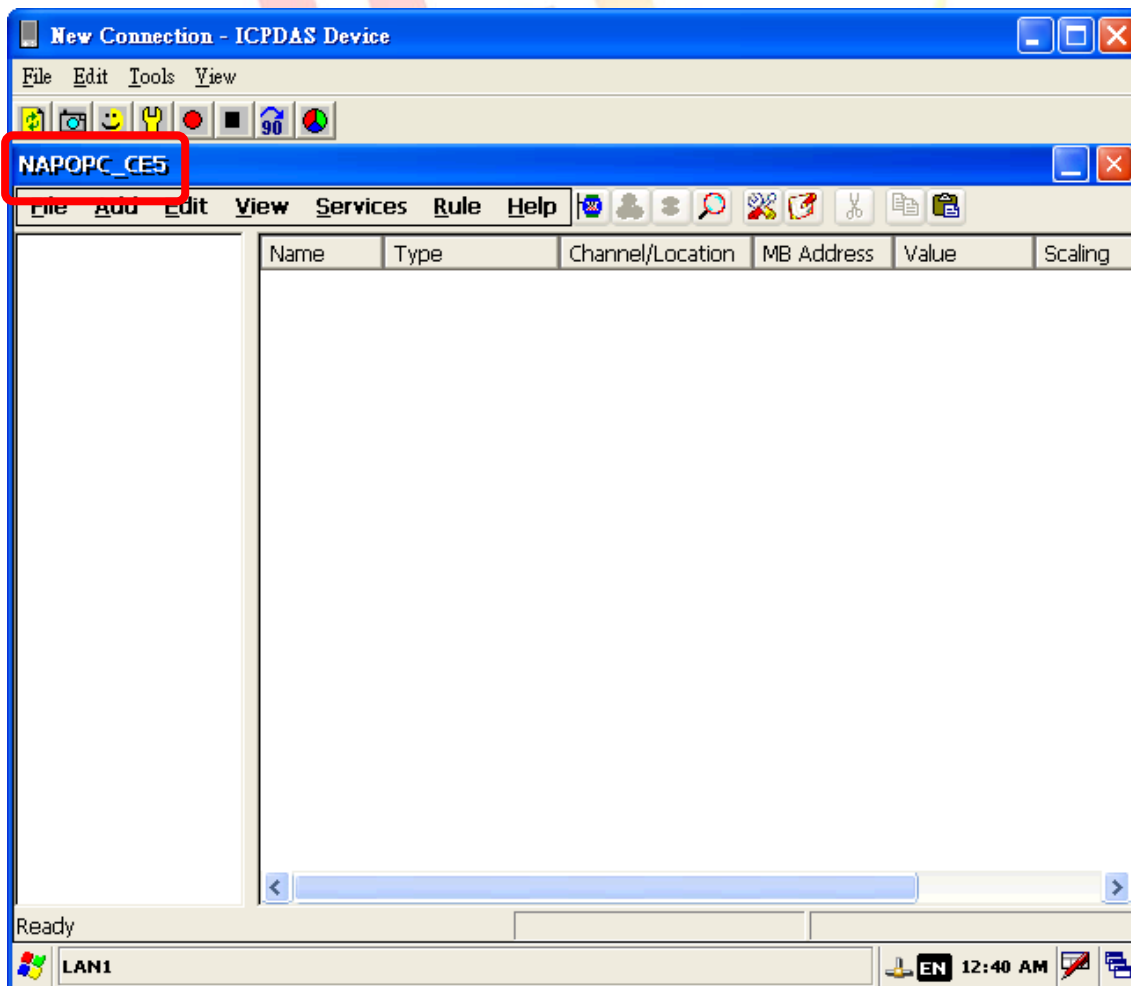 New Connection - ICPDAS Device
File Edit Tools View
90
NAPOPC_CE5
File Add Edit View Services Rule Help
Name Type Channel/Location MB Address Value Scaling
Ready
LAN1 EN 12:40 AM